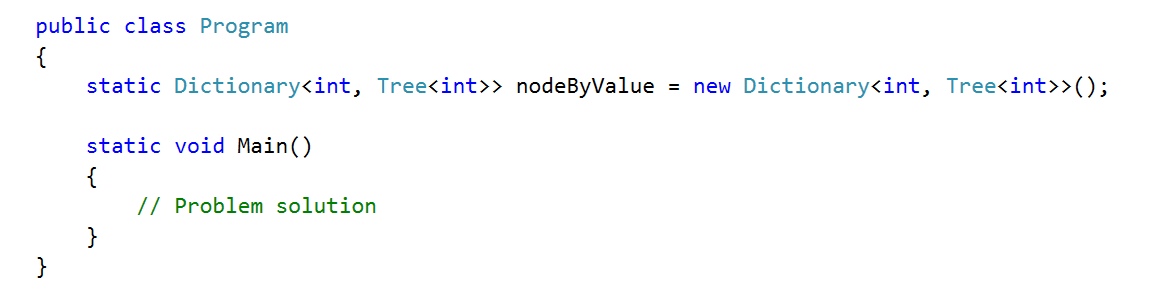 public class Program
{
    static Dictionary<int, Tree<int>> nodeByValue = new Dictionary<int, Tree<int>>();

    static void Main()
    {
        // Problem solution
    }
}